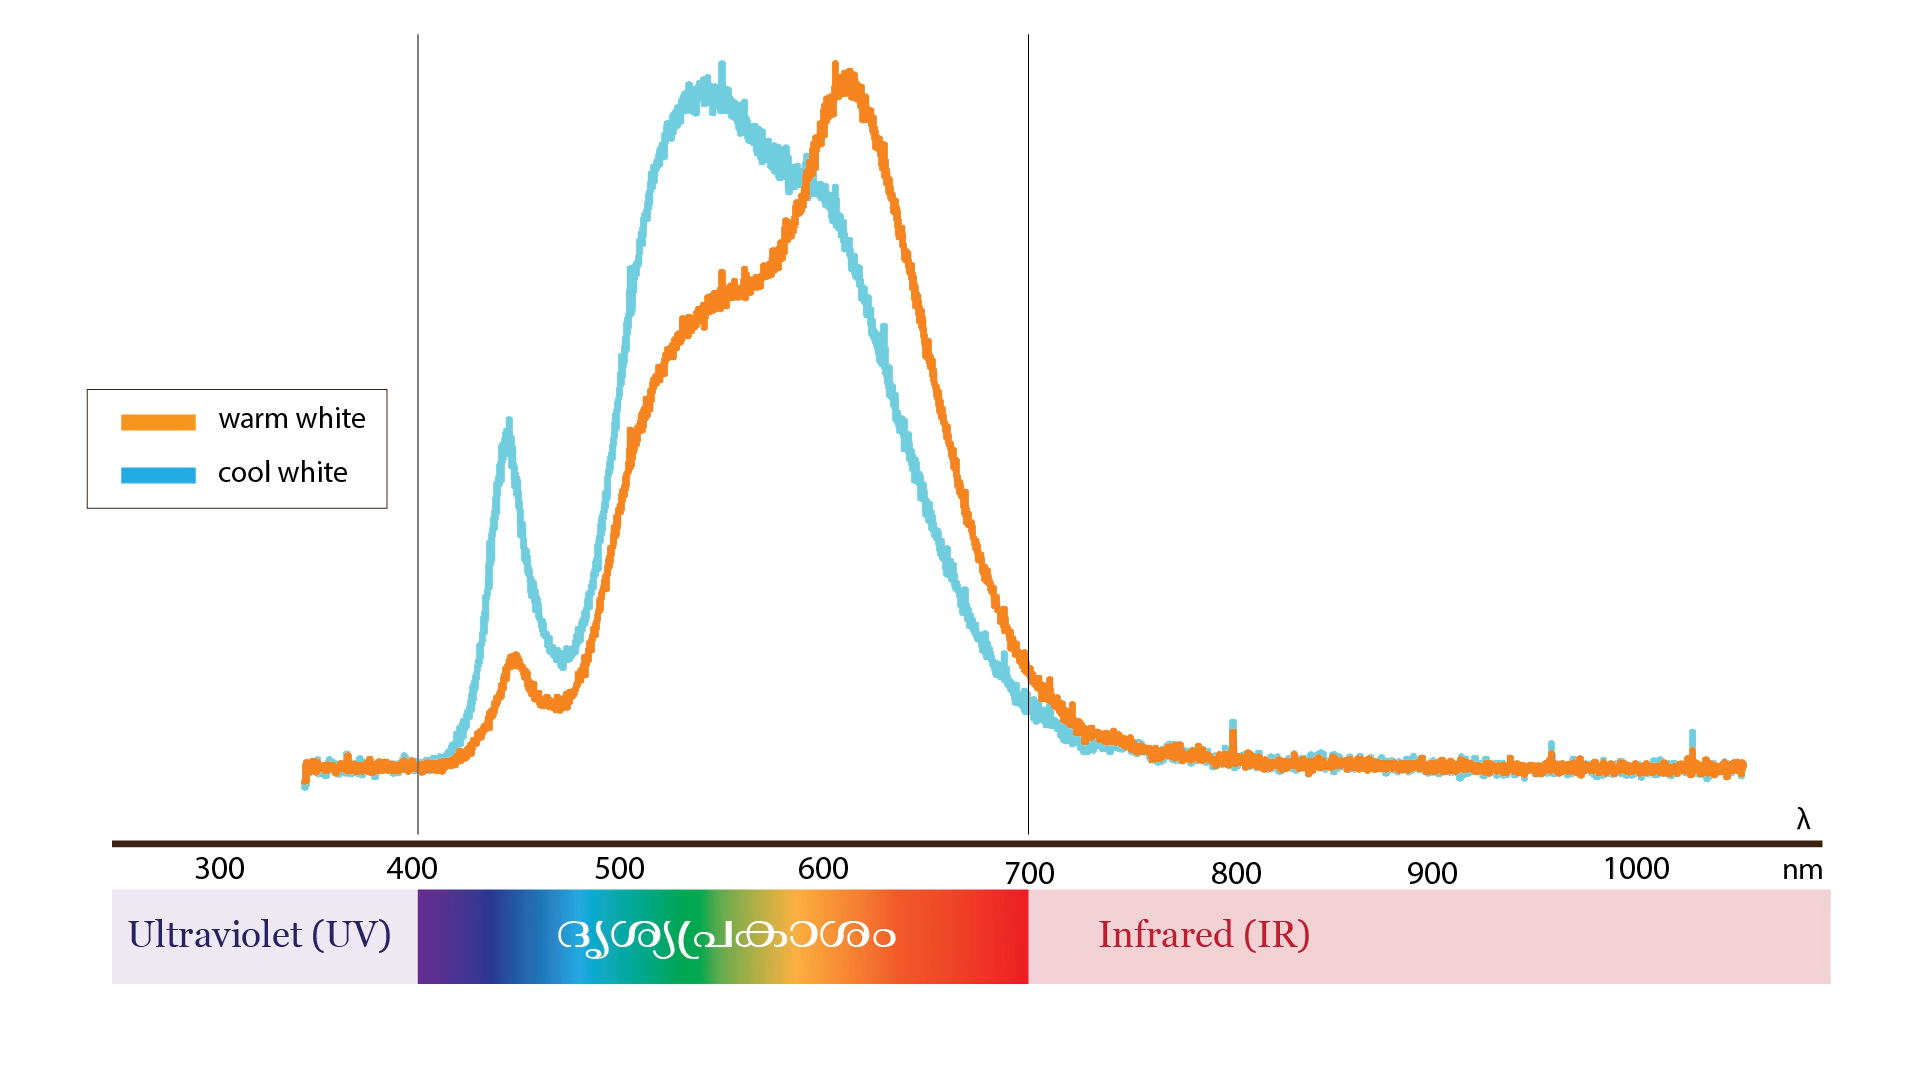 warm white
cool white
λ
300 400 500 600 700 800 900 1000 nm
Ultraviolet (UV) ദൃശ്യപ്രകാശം Infrared (IR)